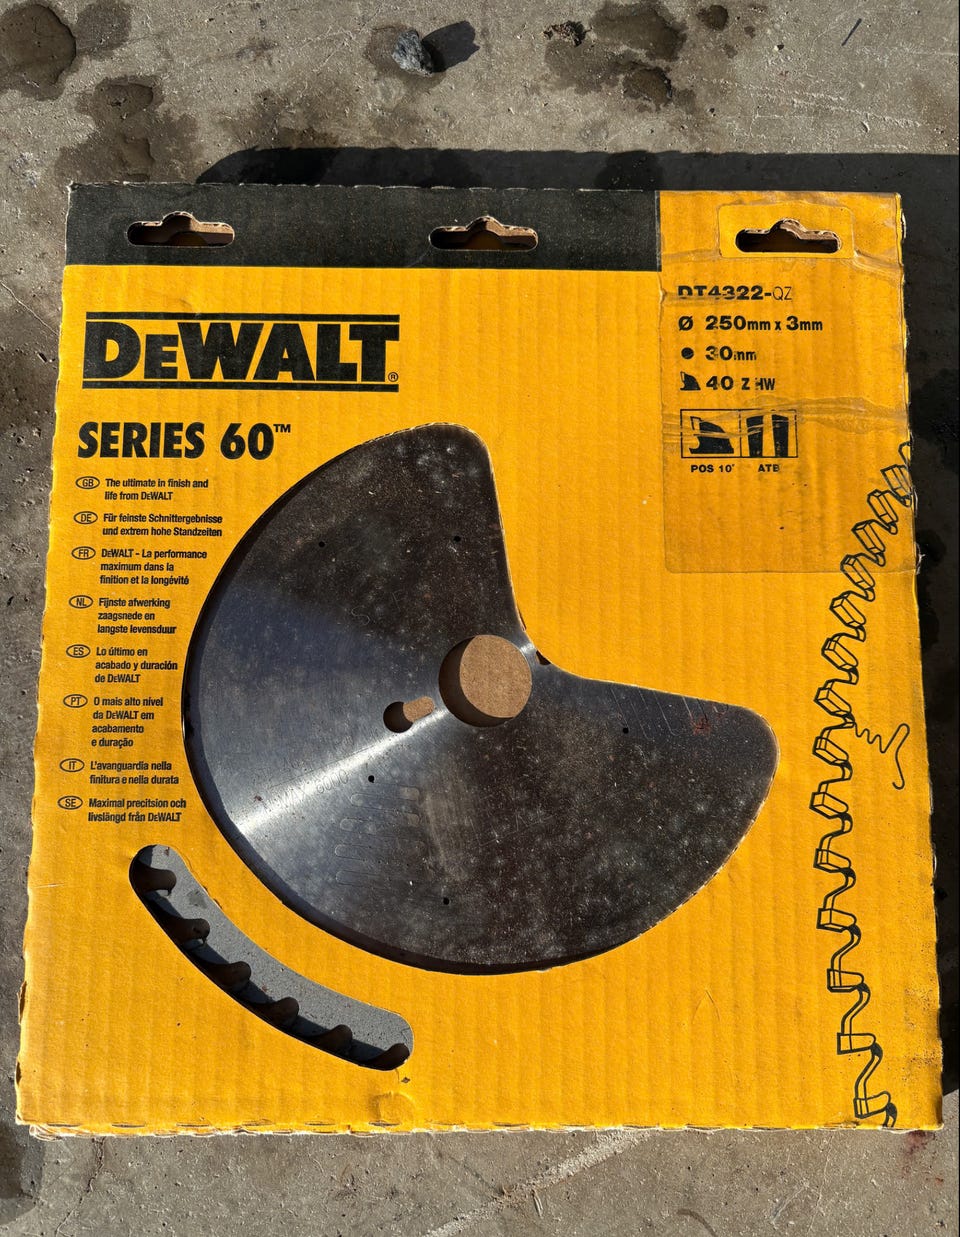 DT4322-QZ
Ø 250mm x 3mm
30mm
40 Z HW
POS 10°
ATB
DEWALT®
SERIES 60™
GB The ultimate in finish and
life from DEWALT
DE Für feinste Schnittergebnisse
und extrem hohe Standzeiten
FR DEWALT - La performance
maximum dans la
finition et la longévité
NL Fijnste afwerking
zaagsnede en
langste levensduur
ES Lo último en
acabado y duración
de DEWALT
PT O mais alto nível
da DEWALT em
acabamento
e duração
IT L'avanguardia nella
finitura e nella durata
SE Maximal precitsion och
livslängd från DEWALT